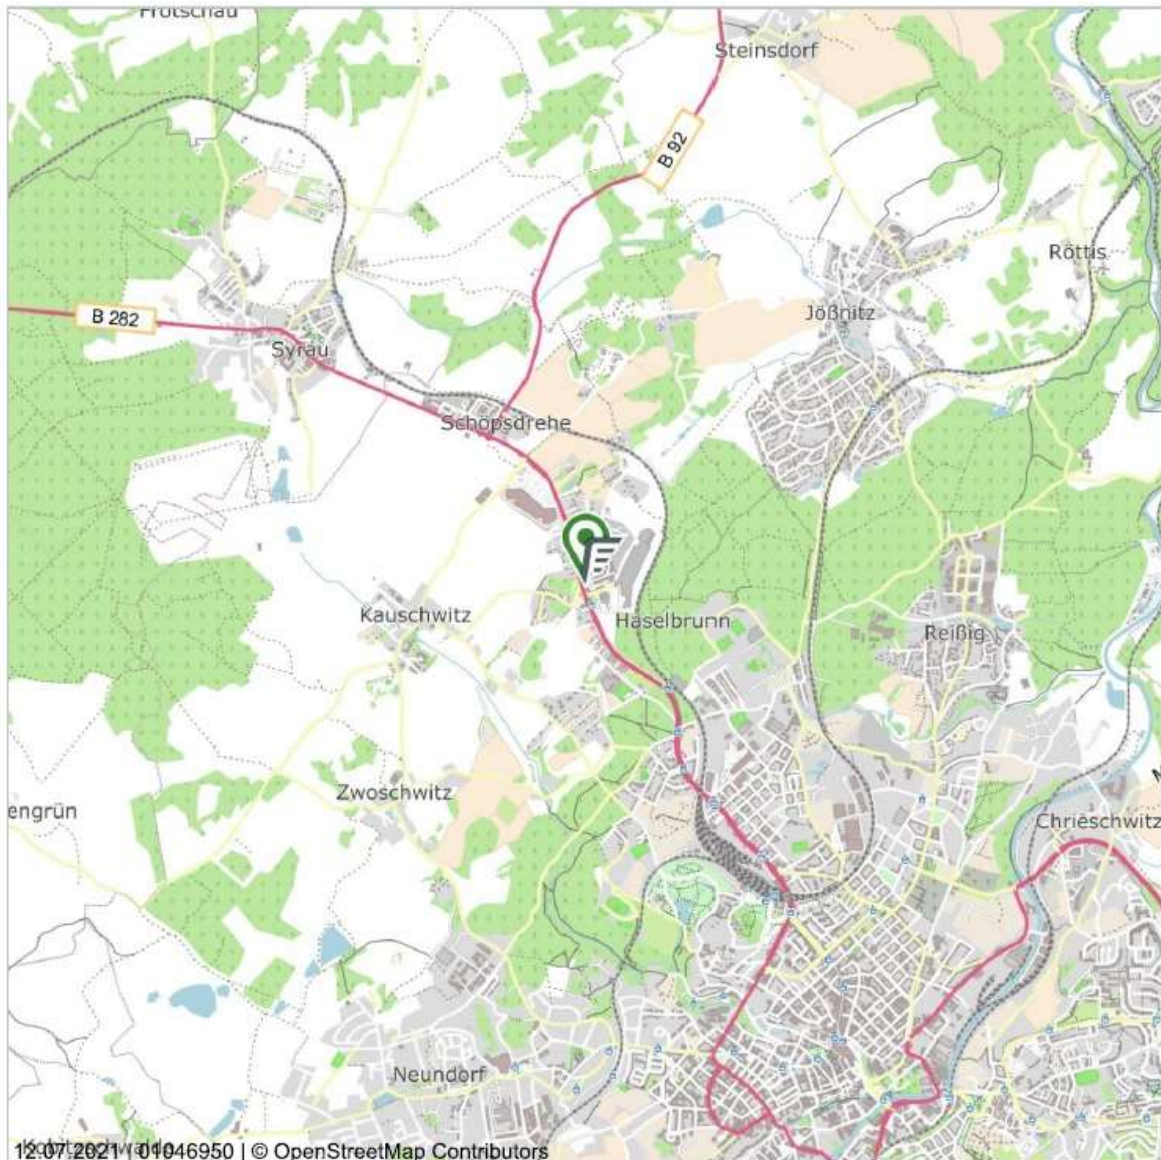 Frotschau
Steinsdorf
B 92
Röttis
Jößnitz
B 282
Syrau
Schöpsdrehe
Kauschwitz
Haselbrunn
Reißig
Zwoschwitz
engrün
Chrieschwitz
Neundorf
12.07.2021 | 01046950 | © OpenStreetMap Contributors